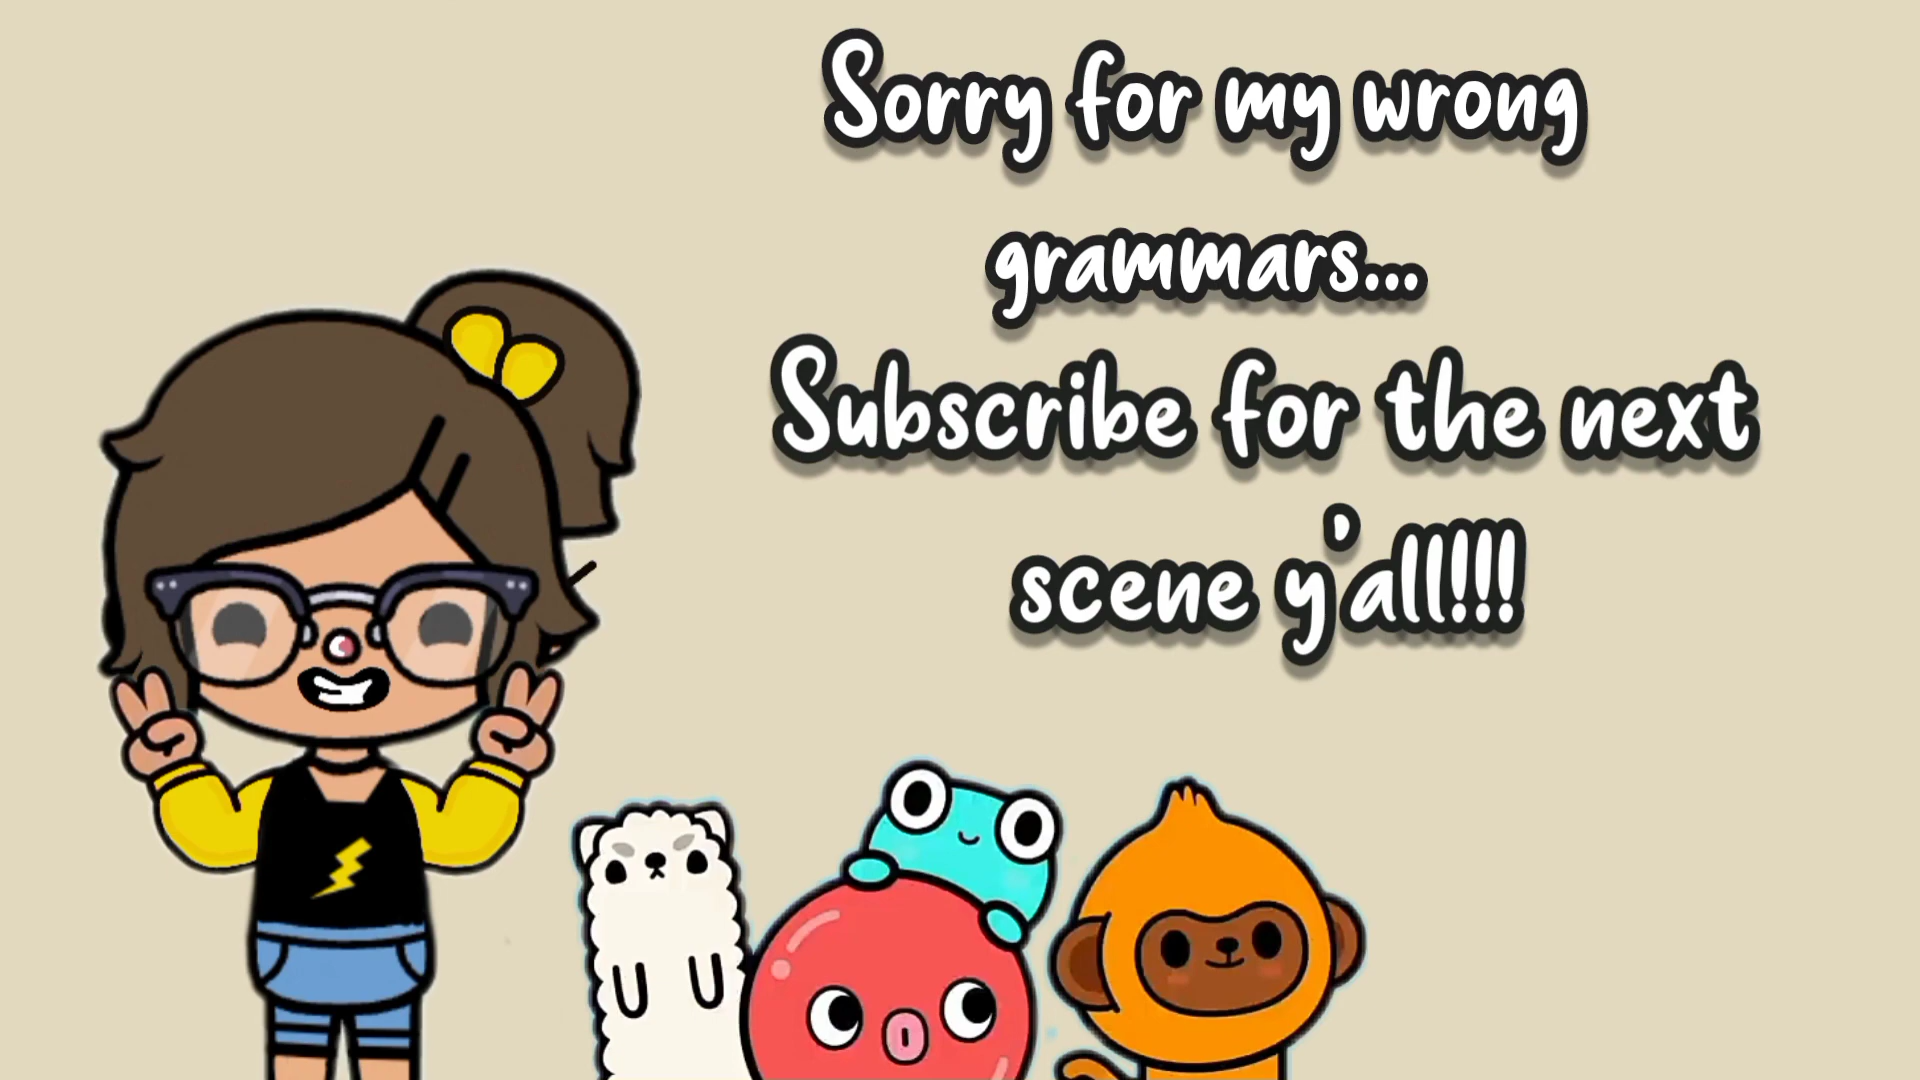 Sorry for my wrong
grammars...
Subscribe for the next
scene y'all!!!